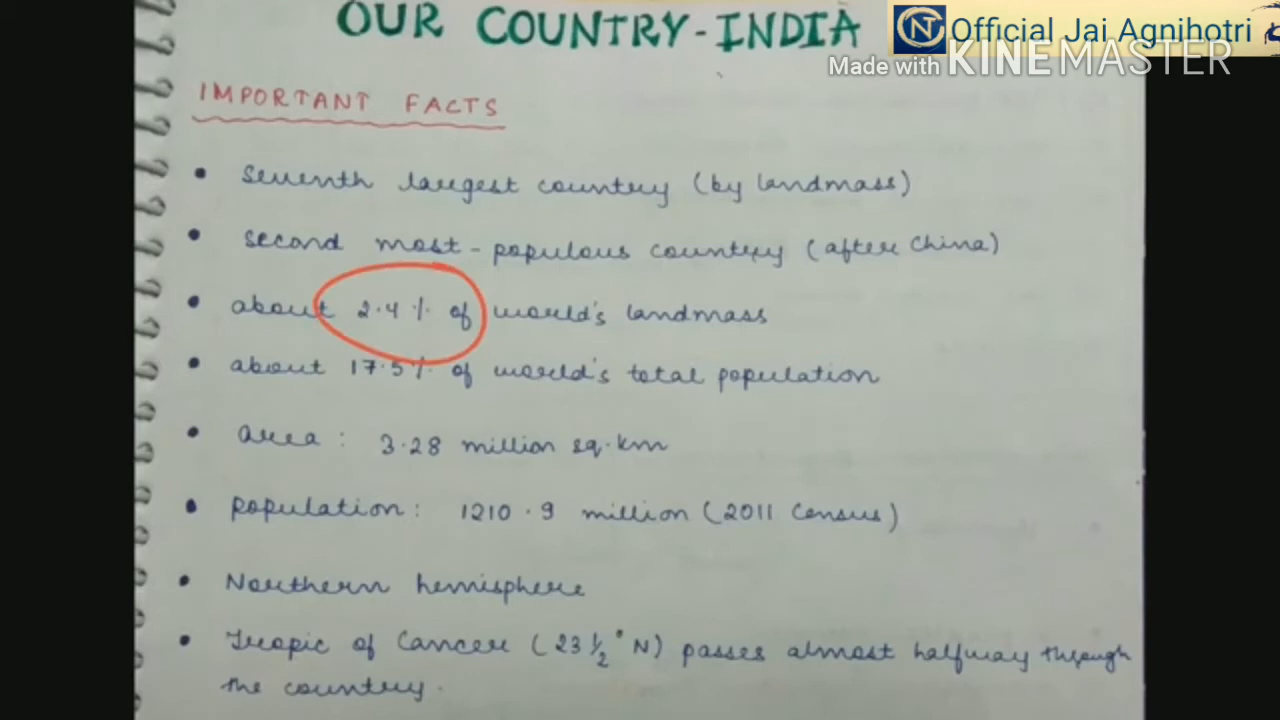 OUR COUNTRY-INDIA
Official Jai Agnihotri
Made with KINEMASTER
IMPORTANT FACTS
• Seventh largest country (by landmass)
• Second most-populous country (after China)
• about 2.4% of world's landmass
• about 17.5% of world's total population
• area: 3.28 million sq.km
• Population: 1210.9 million (2011 Census)
• Northern hemisphere
• Tropic of Cancer (23½°N) passes almost halfway through
the country.